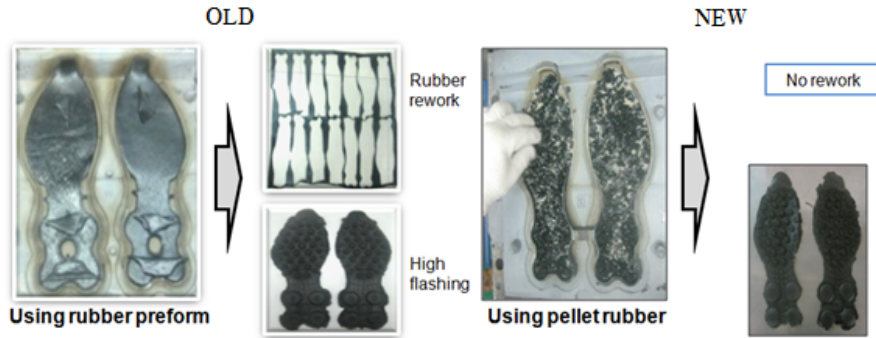 OLD
NEW
Rubber
rework
No rework
High
flashing
Using rubber preform
Using pellet rubber